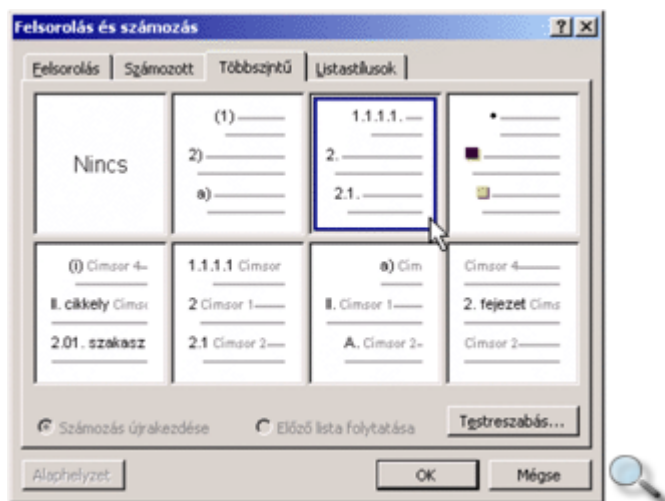 Felsorolás és számozás
Felsorolás Számozott Többszintű Listastílusok
Nincs
(1)
2)
a)
1.1.1.1.
2.
2.1.
(i) Címsor 4
II. cikkely Címso
2.01. szakasz
1.1.1.1 Címsor
2 Címsor 1
2.1 Címsor 2
a) Cím
II. Címsor 1
A. Címsor 2
Címsor 4
2. fejezet Címs
Címsor 2
Számozás újrakezdése Előző lista folytatása Testreszabás...
Alaphelyzet OK Mégse